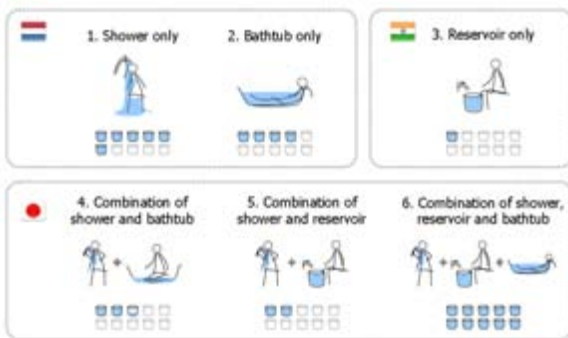 1. Shower only
2. Bathtub only
3. Reservoir only
4. Combination of
shower and bathtub
5. Combination of
shower and reservoir
6. Combination of shower,
reservoir and bathtub